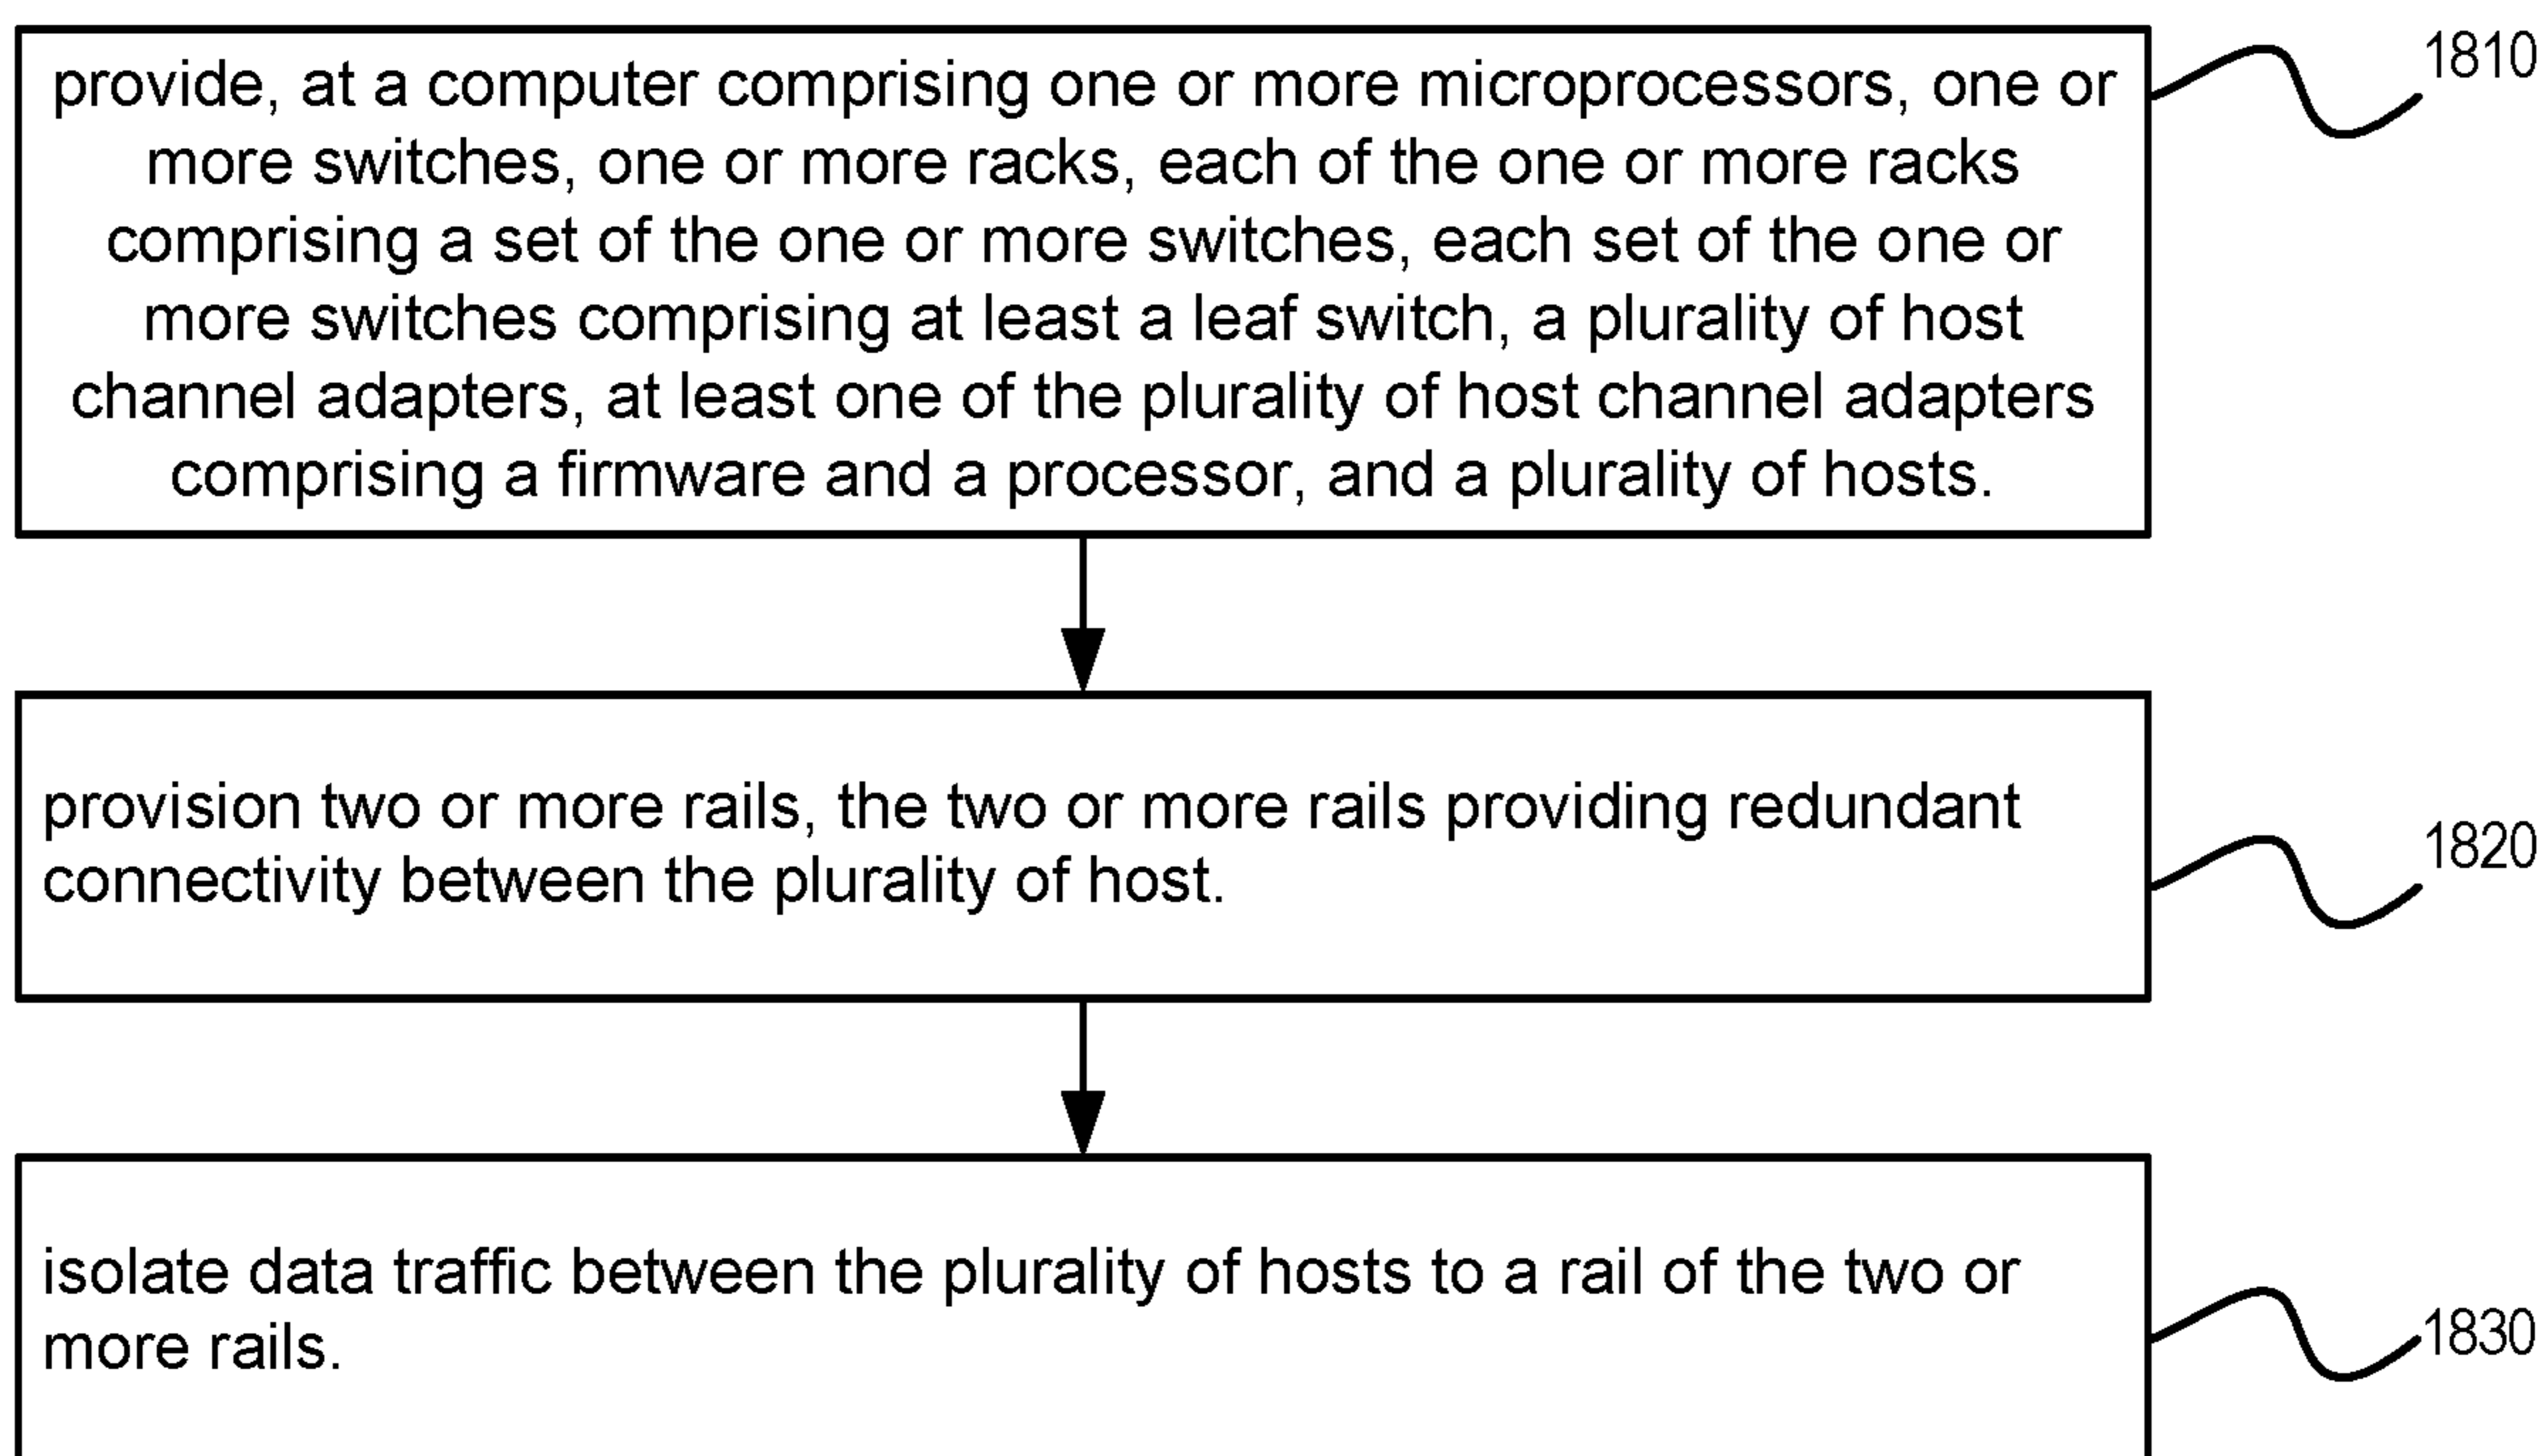 provide, at a computer comprising one or more microprocessors, one or
more switches, one or more racks, each of the one or more racks
comprising a set of the one or more switches, each set of the one or
more switches comprising at least a leaf switch, a plurality of host
channel adapters, at least one of the plurality of host channel adapters
comprising a firmware and a processor, and a plurality of hosts.
1810
provision two or more rails, the two or more rails providing redundant
connectivity between the plurality of host.
1820
isolate data traffic between the plurality of hosts to a rail of the two or
more rails.
1830